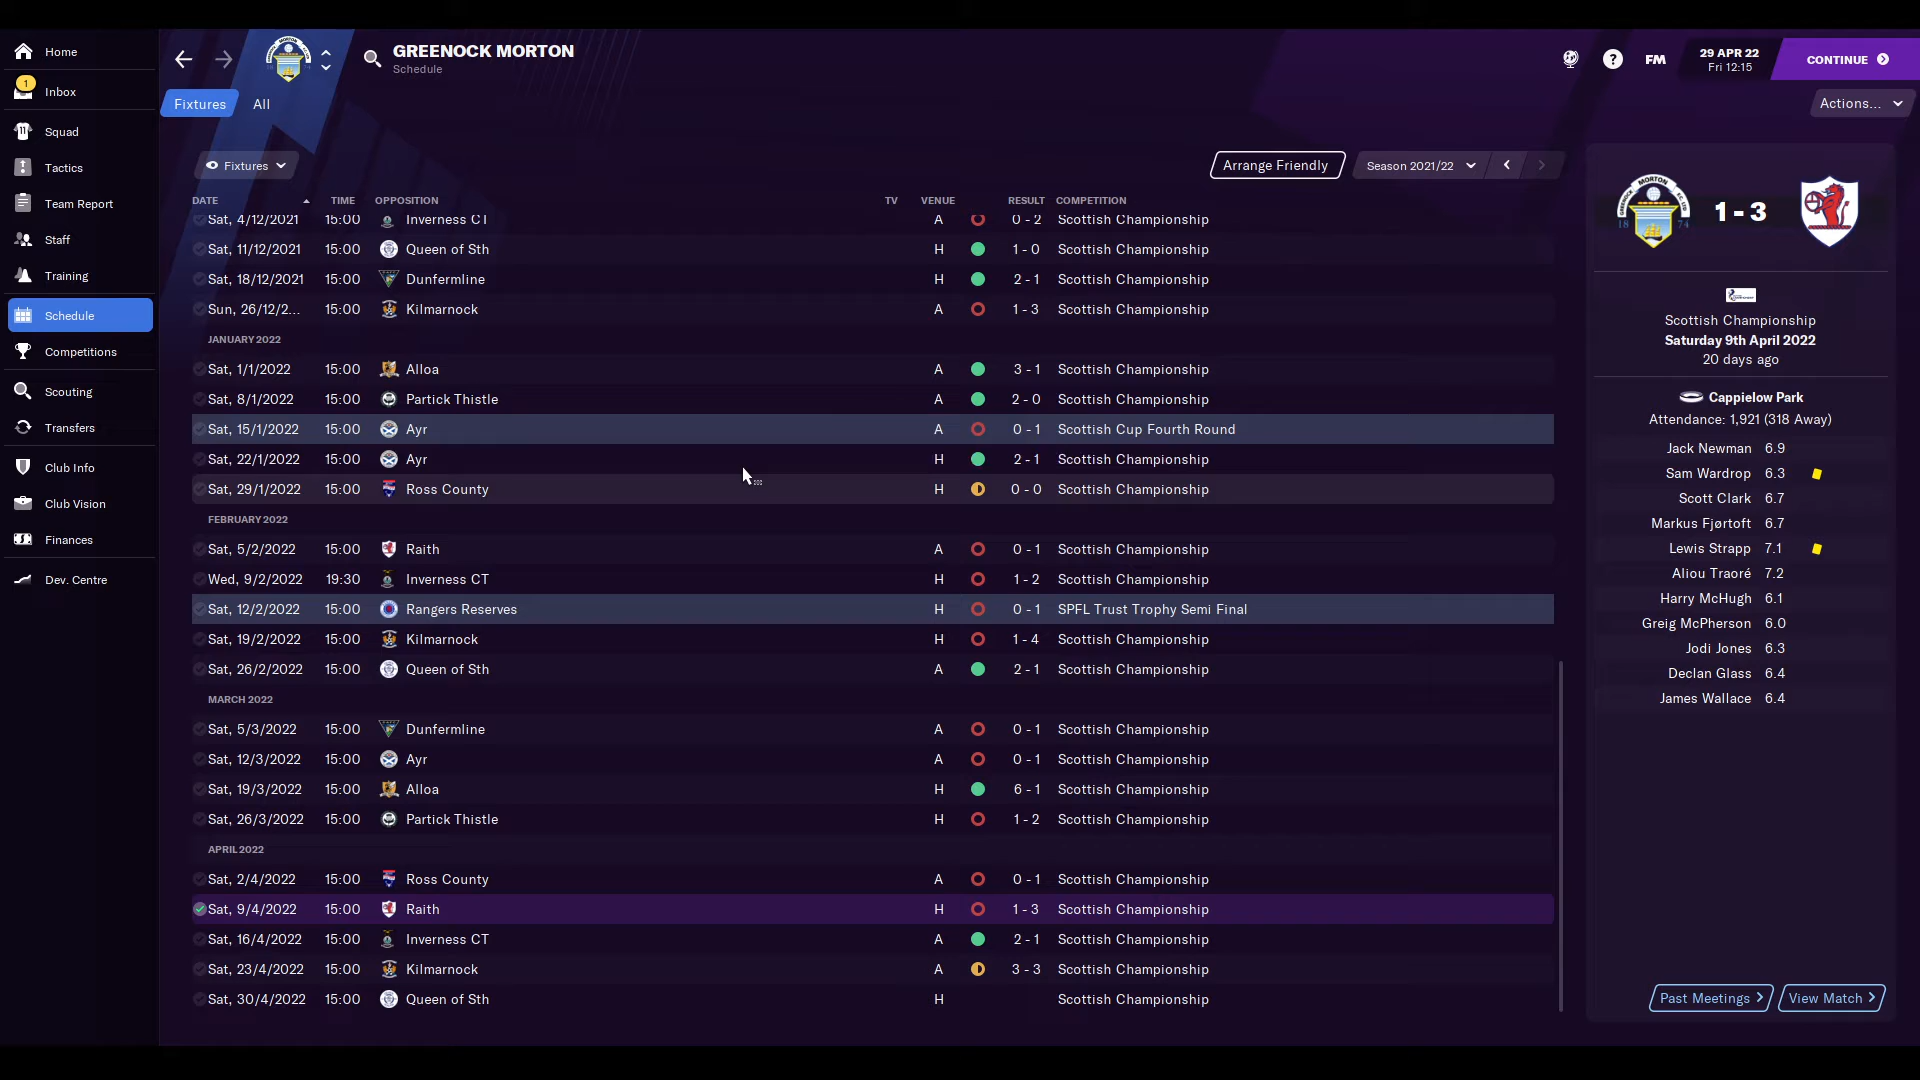 Home
1
Inbox
Squad
Tactics
Team Report
Staff
Training
Schedule
Competitions
Scouting
Transfers
Club Info
Club Vision
Finances
Dev. Centre
GREENOCK MORTON
Schedule
FM
29 APR 22
Fri 12:15
CONTINUE
Fixtures All
Actions...
Fixtures
Arrange Friendly
Season 2021/22
DATE TIME OPPOSITION TV VENUE RESULT COMPETITION
Sat, 4/12/2021 15:00 Inverness CT A 0 - 2 Scottish Championship
Sat, 11/12/2021 15:00 Queen of Sth H 1 - 0 Scottish Championship
Sat, 18/12/2021 15:00 Dunfermline H 2 - 1 Scottish Championship
Sun, 26/12/2... 15:00 Kilmarnock A 1 - 3 Scottish Championship
JANUARY 2022
Sat, 1/1/2022 15:00 Alloa A 3 - 1 Scottish Championship
Sat, 8/1/2022 15:00 Partick Thistle A 2 - 0 Scottish Championship
Sat, 15/1/2022 15:00 Ayr A 0 - 1 Scottish Cup Fourth Round
Sat, 22/1/2022 15:00 Ayr H 2 - 1 Scottish Championship
Sat, 29/1/2022 15:00 Ross County H 0 - 0 Scottish Championship
FEBRUARY 2022
Sat, 5/2/2022 15:00 Raith A 0 - 1 Scottish Championship
Wed, 9/2/2022 19:30 Inverness CT H 1 - 2 Scottish Championship
Sat, 12/2/2022 15:00 Rangers Reserves H 0 - 1 SPFL Trust Trophy Semi Final
Sat, 19/2/2022 15:00 Kilmarnock H 1 - 4 Scottish Championship
Sat, 26/2/2022 15:00 Queen of Sth A 2 - 1 Scottish Championship
MARCH 2022
Sat, 5/3/2022 15:00 Dunfermline A 0 - 1 Scottish Championship
Sat, 12/3/2022 15:00 Ayr A 0 - 1 Scottish Championship
Sat, 19/3/2022 15:00 Alloa H 6 - 1 Scottish Championship
Sat, 26/3/2022 15:00 Partick Thistle H 1 - 2 Scottish Championship
APRIL 2022
Sat, 2/4/2022 15:00 Ross County A 0 - 1 Scottish Championship
Sat, 9/4/2022 15:00 Raith H 1 - 3 Scottish Championship
Sat, 16/4/2022 15:00 Inverness CT A 2 - 1 Scottish Championship
Sat, 23/4/2022 15:00 Kilmarnock A 3 - 3 Scottish Championship
Sat, 30/4/2022 15:00 Queen of Sth H Scottish Championship
1 - 3
Scottish Championship
Saturday 9th April 2022
20 days ago
Cappielow Park
Attendance: 1,921 (318 Away)
Jack Newman 6.9
Sam Wardrop 6.3
Scott Clark 6.7
Markus Fjørtoft 6.7
Lewis Strapp 7.1
Aliou Traoré 7.2
Harry McHugh 6.1
Greig McPherson 6.0
Jodi Jones 6.3
Declan Glass 6.4
James Wallace 6.4
Past Meetings
View Match